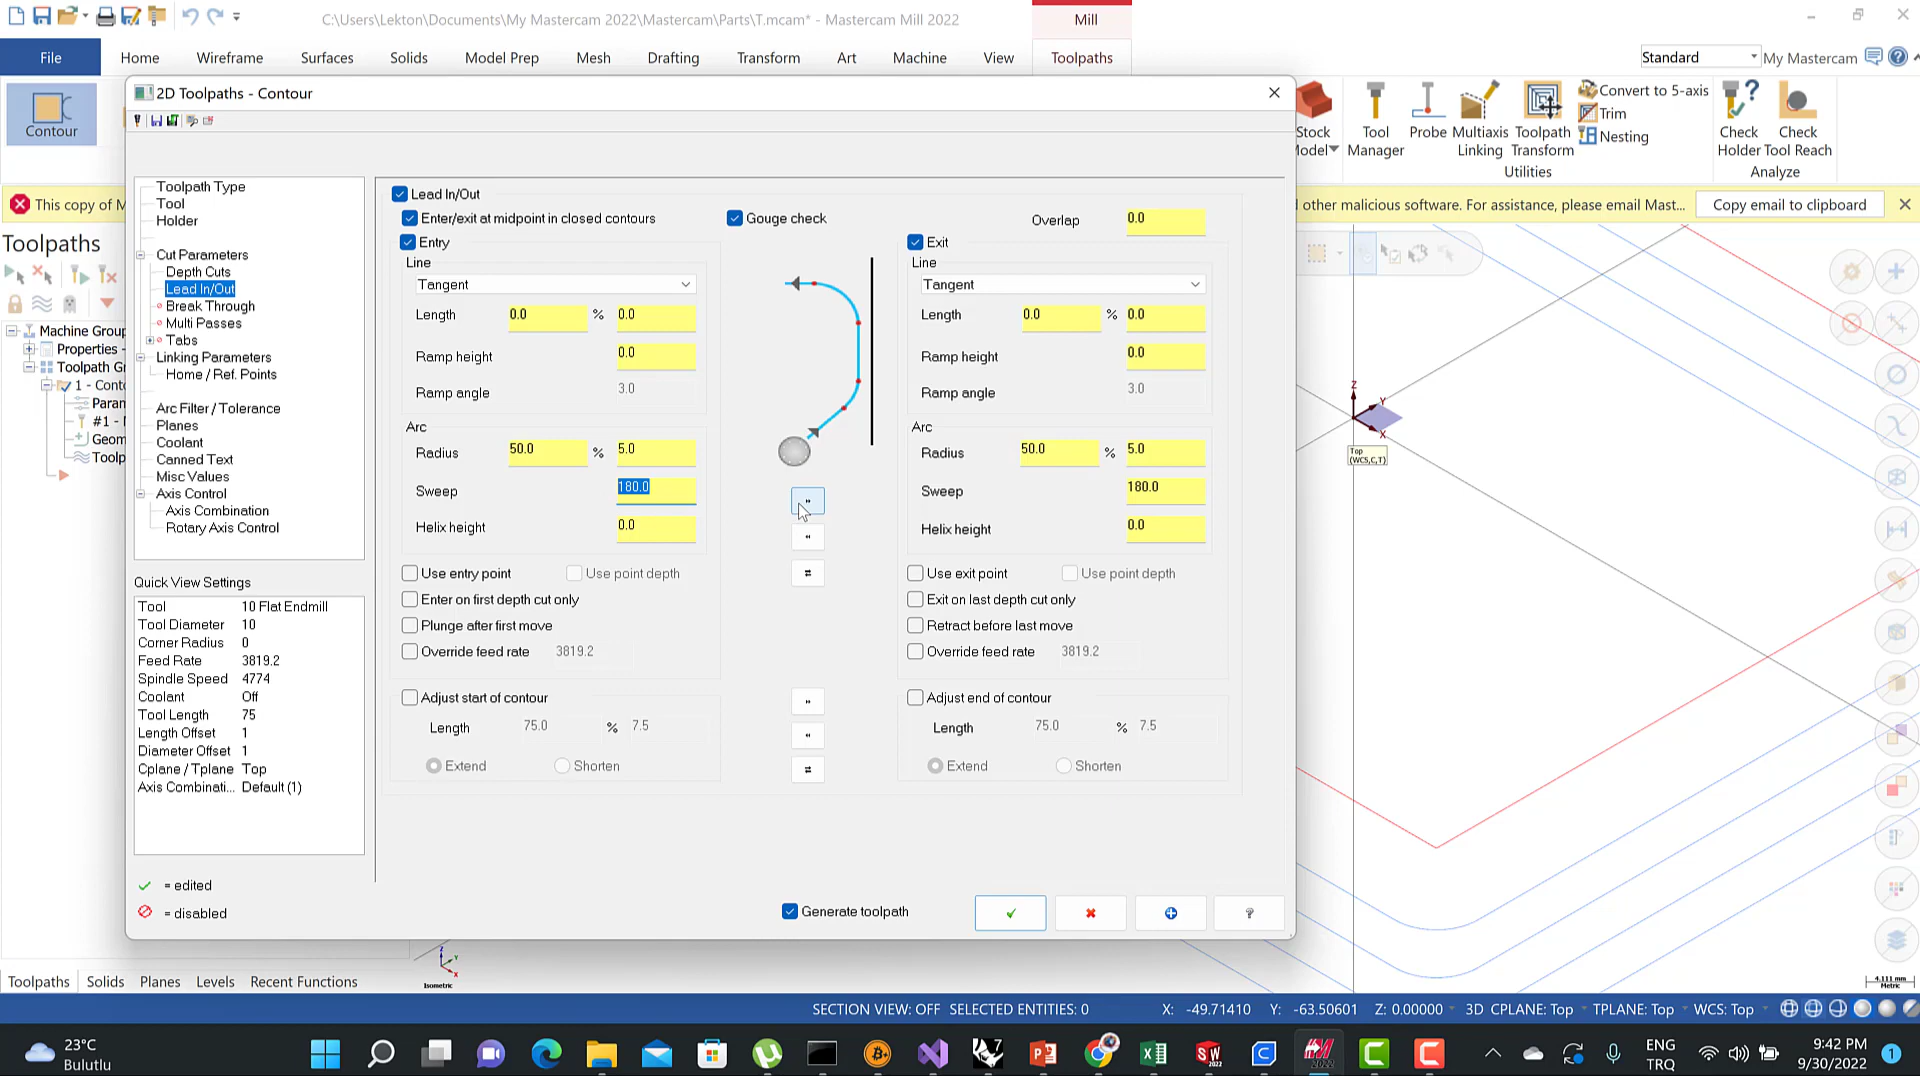 C:\Users\Lekton\Documents\My Mastercam 2022\Mastercam\Parts\T.mcam* - Mastercam Mill 2022
Mill
File
Home
Wireframe
Surfaces
Solids
Model Prep
Mesh
Drafting
Transform
Art
Machine
View
Toolpaths
Standard
My Mastercam
Contour
2D Toolpaths - Contour
Stock
Model
Tool
Manager
Probe
Multiaxis
Linking
Toolpath
Transform
Convert to 5-axis
Trim
Nesting
Utilities
Check
Holder
Check
Tool Reach
Analyze
This copy of M
other malicious software. For assistance, please email Mast...
Copy email to clipboard
Toolpaths
Machine Group
Properties -
Toolpath Gr
1 - Conto
Param
#1 -
Geom
Toolp
Toolpath Type
Tool
Holder
Cut Parameters
Depth Cuts
Lead In/Out
Break Through
Multi Passes
Tabs
Linking Parameters
Home / Ref. Points
Arc Filter / Tolerance
Planes
Coolant
Canned Text
Misc Values
Axis Control
Axis Combination
Rotary Axis Control
Quick View Settings
Tool 10 Flat Endmill
Tool Diameter 10
Corner Radius 0
Feed Rate 3819.2
Spindle Speed 4774
Coolant Off
Tool Length 75
Length Offset 1
Diameter Offset 1
Cplane / Tplane Top
Axis Combinati... Default (1)
= edited
= disabled
Lead In/Out
Enter/exit at midpoint in closed contours
Gouge check
Overlap 0.0
Entry
Line
Tangent
Length 0.0 % 0.0
Ramp height 0.0
Ramp angle 3.0
Arc
Radius 50.0 % 5.0
Sweep 180.0
Helix height 0.0
Use entry point
Use point depth
Enter on first depth cut only
Plunge after first move
Override feed rate 3819.2
Adjust start of contour
Length 75.0 % 7.5
Extend
Shorten
Exit
Line
Tangent
Length 0.0 % 0.0
Ramp height 0.0
Ramp angle 3.0
Arc
Radius 50.0 % 5.0
Sweep 180.0
Helix height 0.0
Use exit point
Use point depth
Exit on last depth cut only
Retract before last move
Override feed rate 3819.2
Adjust end of contour
Length 75.0 % 7.5
Extend
Shorten
Generate toolpath
Z
Y
X
Top
(WCS,C,T)
Isometric
4.111 mm
Metric
Toolpaths
Solids
Planes
Levels
Recent Functions
SECTION VIEW: OFF SELECTED ENTITIES: 0 X: -49.71410 Y: -63.50601 Z: 0.00000 3D CPLANE: Top TPLANE: Top WCS: Top
23°C
Bulutlu
ENG
TRQ
9:42 PM
9/30/2022
1